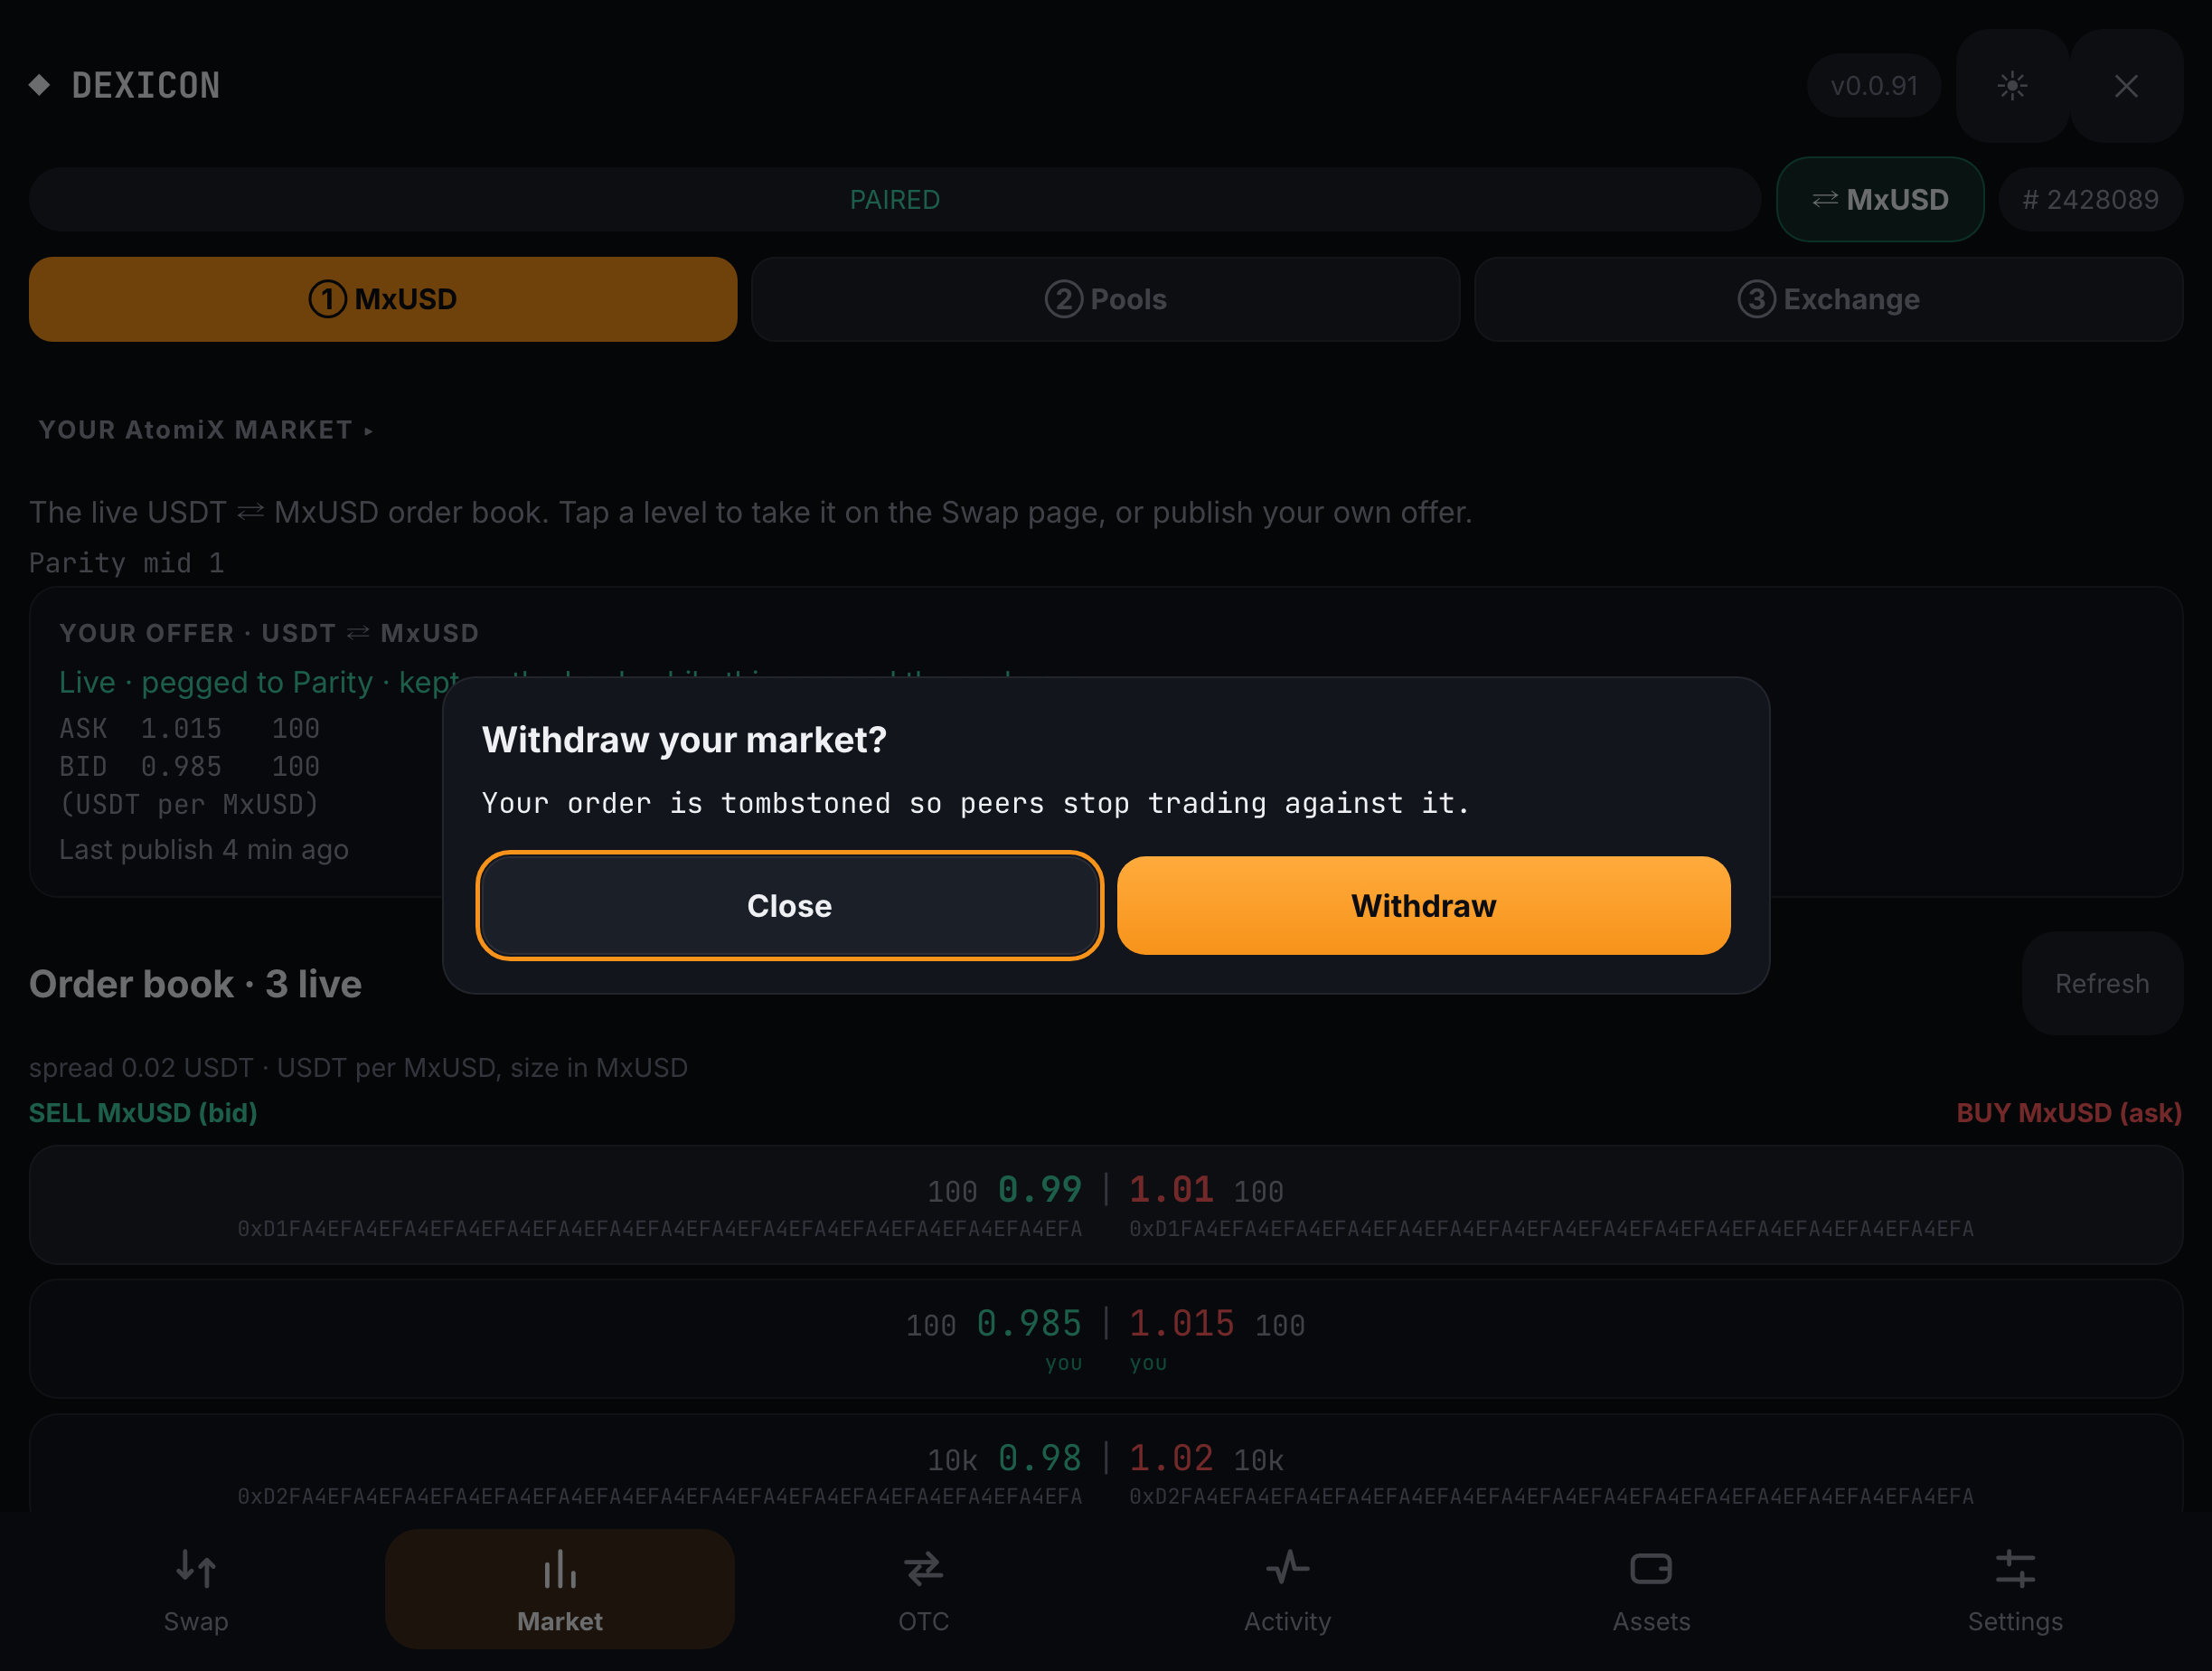 ◆ DEXICON
v0.0.91
PAIRED
⇄ MxUSD
# 2428089
① MxUSD
② Pools
③ Exchange
YOUR AtomiX MARKET ▸
The live USDT ⇄ MxUSD order book. Tap a level to take it on the Swap page, or publish your own offer.
Parity mid 1
YOUR OFFER · USDT ⇄ MxUSD
Live · pegged to Parity · kept
ASK 1.015 100
BID 0.985 100
(USDT per MxUSD)
Last publish 4 min ago
Withdraw your market?
Your order is tombstoned so peers stop trading against it.
Close
Withdraw
Order book · 3 live
Refresh
spread 0.02 USDT · USDT per MxUSD, size in MxUSD
SELL MxUSD (bid)
BUY MxUSD (ask)
100 0.99 | 1.01 100
0xD1FA4EFA4EFA4EFA4EFA4EFA4EFA4EFA4EFA4EFA4EFA4EFA4EFA4EFA4EFA4EFA 0xD1FA4EFA4EFA4EFA4EFA4EFA4EFA4EFA4EFA4EFA4EFA4EFA4EFA4EFA4EFA4EFA
100 0.985 | 1.015 100
you you
10k 0.98 | 1.02 10k
0xD2FA4EFA4EFA4EFA4EFA4EFA4EFA4EFA4EFA4EFA4EFA4EFA4EFA4EFA4EFA4EFA 0xD2FA4EFA4EFA4EFA4EFA4EFA4EFA4EFA4EFA4EFA4EFA4EFA4EFA4EFA4EFA4EFA
Swap
Market
OTC
Activity
Assets
Settings